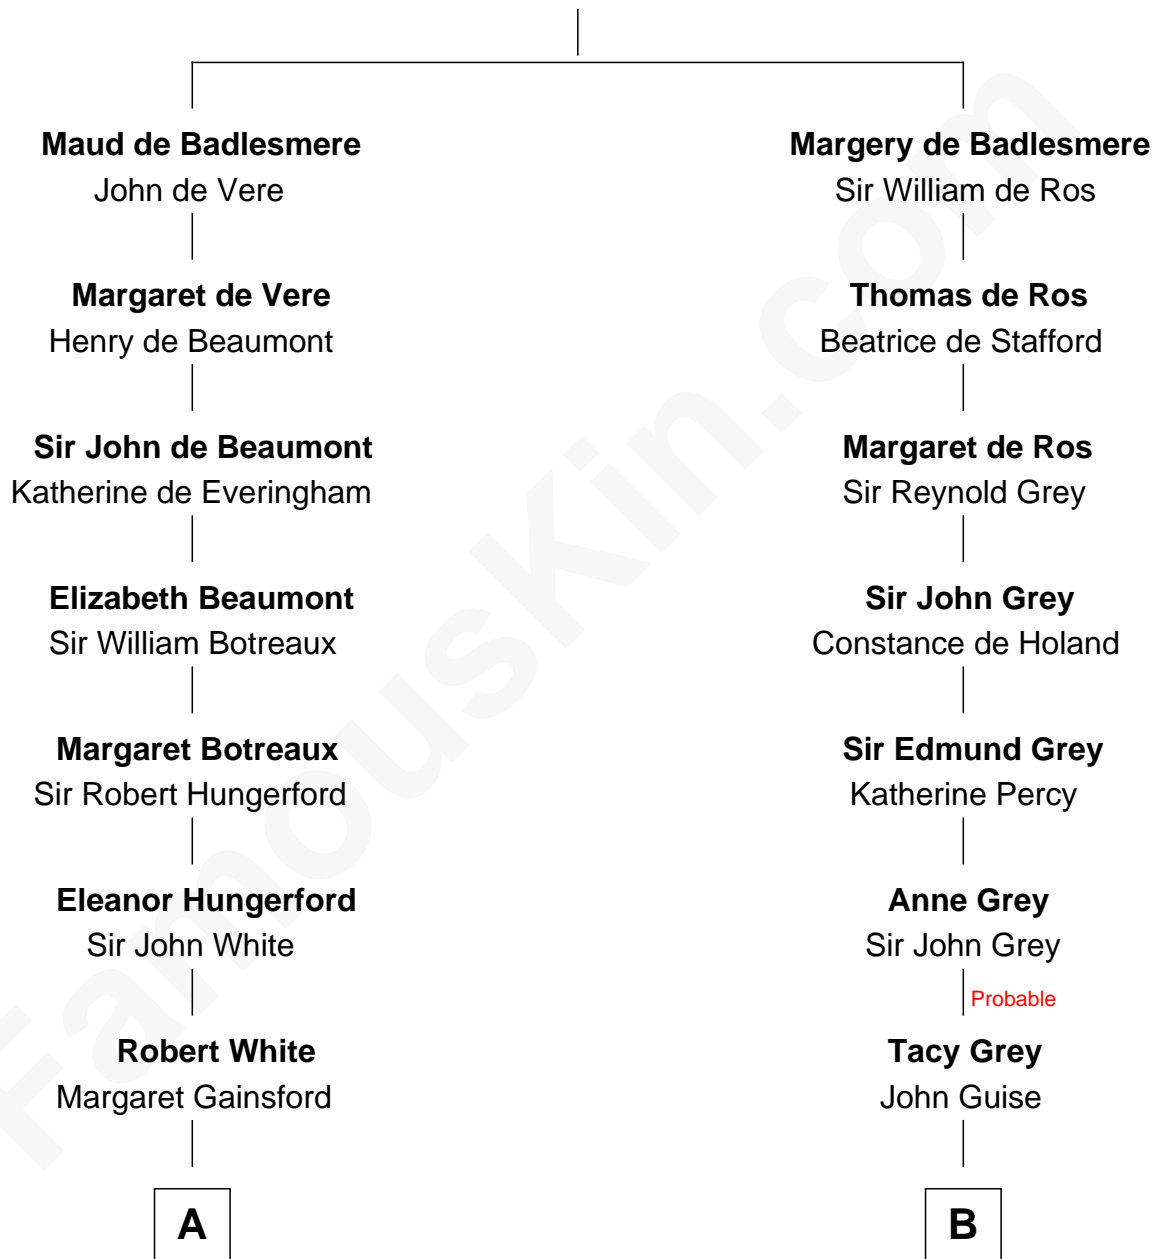 Maud de Badlesmere
John de Vere
Margery de Badlesmere
Sir William de Ros
Margaret de Vere
Henry de Beaumont
Thomas de Ros
Beatrice de Stafford
Sir John de Beaumont
Katherine de Everingham
Margaret de Ros
Sir Reynold Grey
Elizabeth Beaumont
Sir William Botreaux
Sir John Grey
Constance de Holand
Margaret Botreaux
Sir Robert Hungerford
Sir Edmund Grey
Katherine Percy
Eleanor Hungerford
Sir John White
Anne Grey
Sir John Grey
Probable
Robert White
Margaret Gainsford
Tacy Grey
John Guise
A
B
FamousKin.com